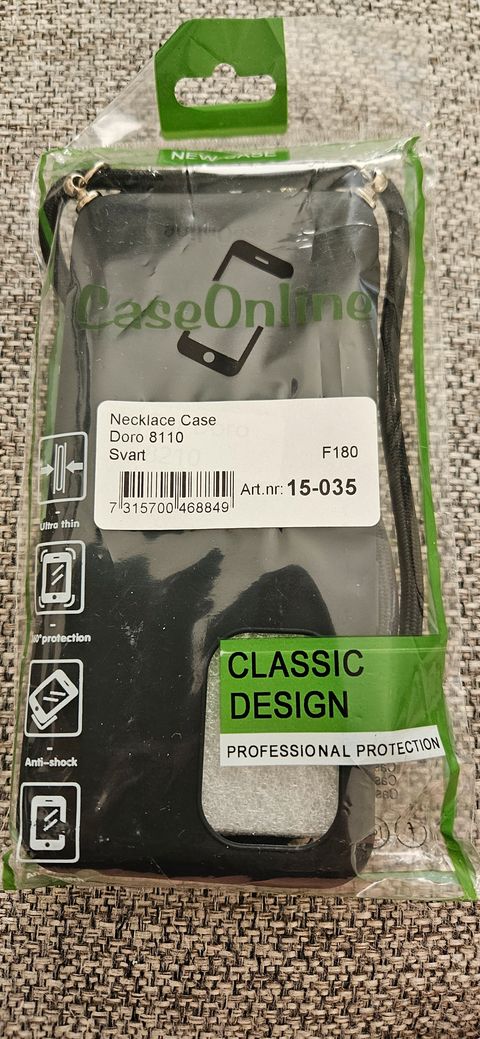 NEW CASE
CaseOnline
Necklace Case
Doro 8110
Svart F180
7 315700 468849 Art.nr: 15-035
Ultra thin
360°protection
Anti-shock
CLASSIC
DESIGN
PROFESSIONAL PROTECTION